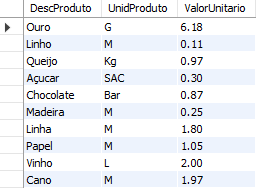 DescProduto UnidProduto ValorUnitario
Ouro G 6.18
Linho M 0.11
Queijo Kg 0.97
Açucar SAC 0.30
Chocolate Bar 0.87
Madeira M 0.25
Linha M 1.80
Papel M 1.05
Vinho L 2.00
Cano M 1.97